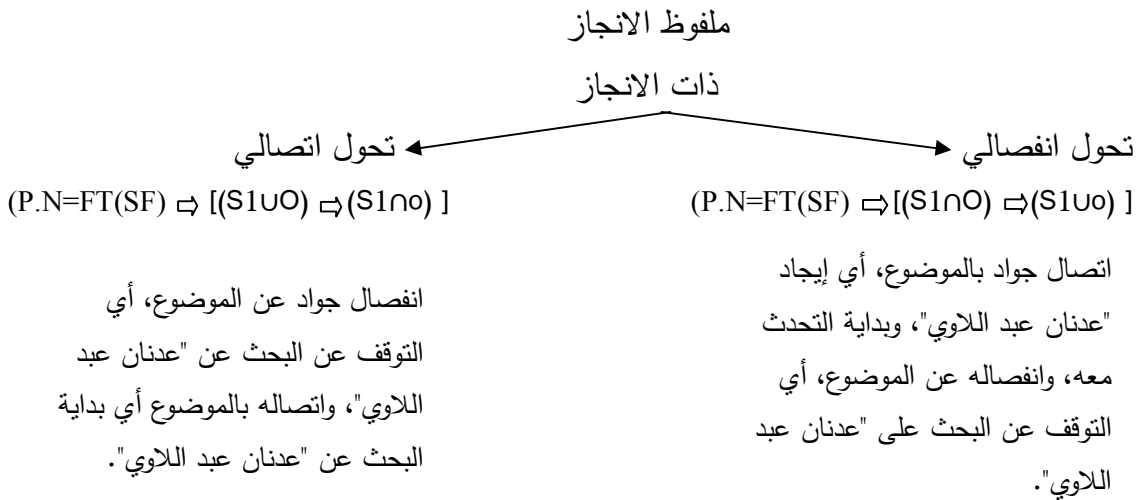 ملفوظ الانجاز
ذات الانجاز
تحول انفصالي
(P.N=FT(SF) ⇨[(S1∩O) ⇨(S1∪o) ]
اتصال جواد بالموضوع، أي إيجاد
"عدنان عبد اللاوي"، وبداية التحدث
معه، وانفصاله عن الموضوع، أي
التوقف عن البحث على "عدنان عبد
اللاوي".
تحول اتصالي
(P.N=FT(SF) ⇨ [(S1∪O) ⇨(S1∩o) ]
انفصال جواد عن الموضوع، أي
التوقف عن البحث عن "عدنان عبد
اللاوي"، واتصاله بالموضوع أي بداية
البحث عن "عدنان عبد اللاوي".